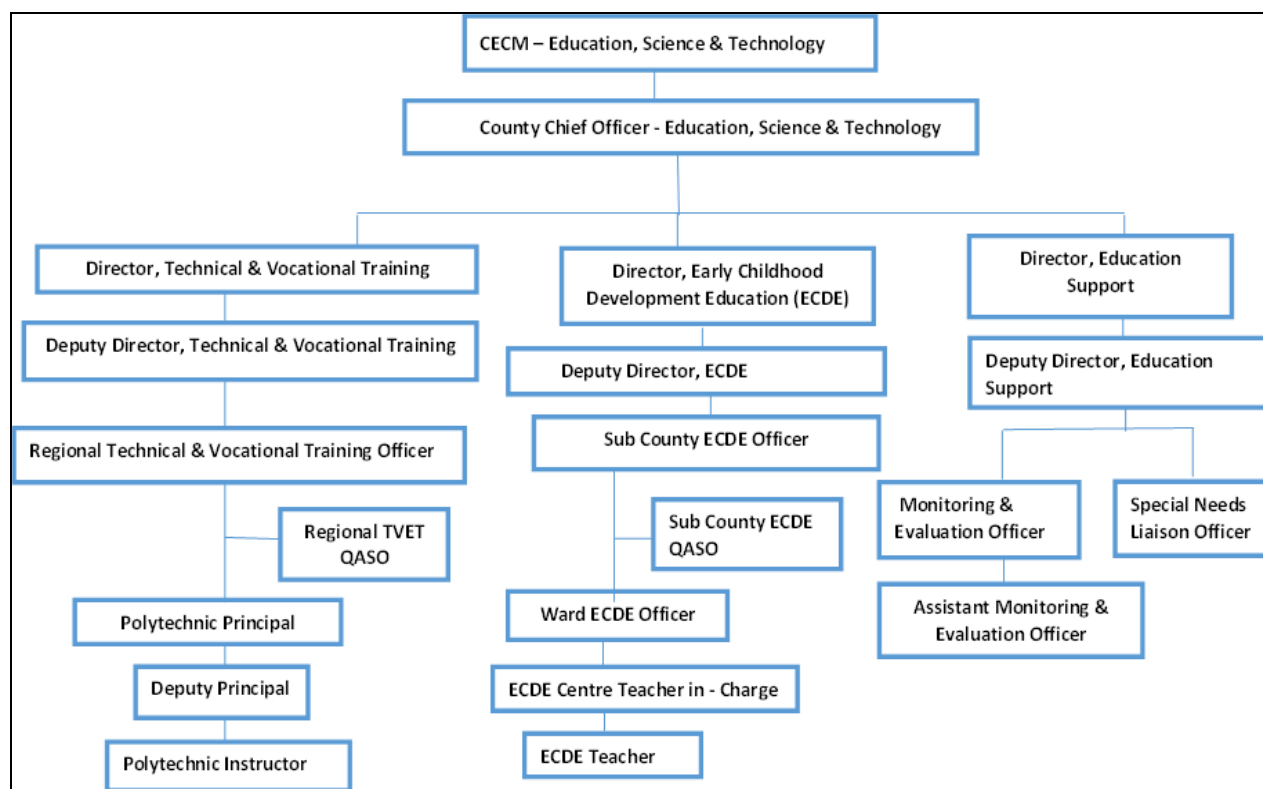 CECM – Education, Science & Technology
County Chief Officer - Education, Science & Technology
Director, Technical & Vocational Training
Director, Early Childhood
Development Education (ECDE)
Director, Education
Support
Deputy Director, Technical & Vocational Training
Deputy Director, ECDE
Deputy Director, Education
Support
Regional Technical & Vocational Training Officer
Sub County ECDE Officer
Monitoring &
Evaluation Officer
Special Needs
Liaison Officer
Regional TVET
QASO
Sub County ECDE
QASO
Assistant Monitoring &
Evaluation Officer
Polytechnic Principal
Ward ECDE Officer
Deputy Principal
ECDE Centre Teacher in - Charge
Polytechnic Instructor
ECDE Teacher